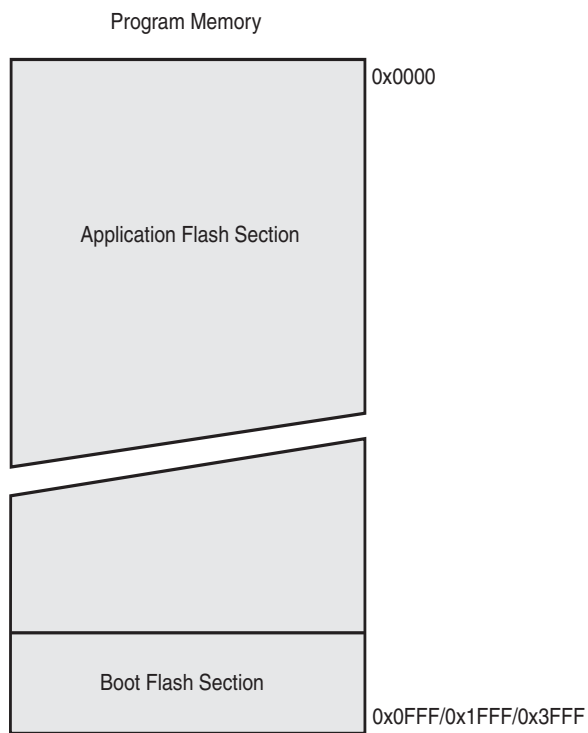 Program Memory
0x0000
Application Flash Section
Boot Flash Section
0x0FFF/0x1FFF/0x3FFF